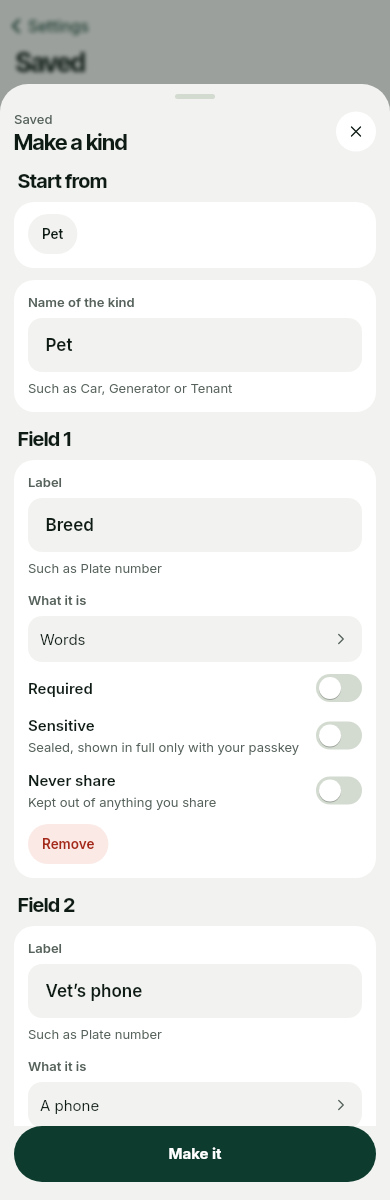 Settings
Saved
Saved
Make a kind
Start from
Pet
Name of the kind
Pet
Such as Car, Generator or Tenant
Field 1
Label
Breed
Such as Plate number
What it is
Words
Required
Sensitive
Sealed, shown in full only with your passkey
Never share
Kept out of anything you share
Remove
Field 2
Label
Vet’s phone
Such as Plate number
What it is
A phone
Make it